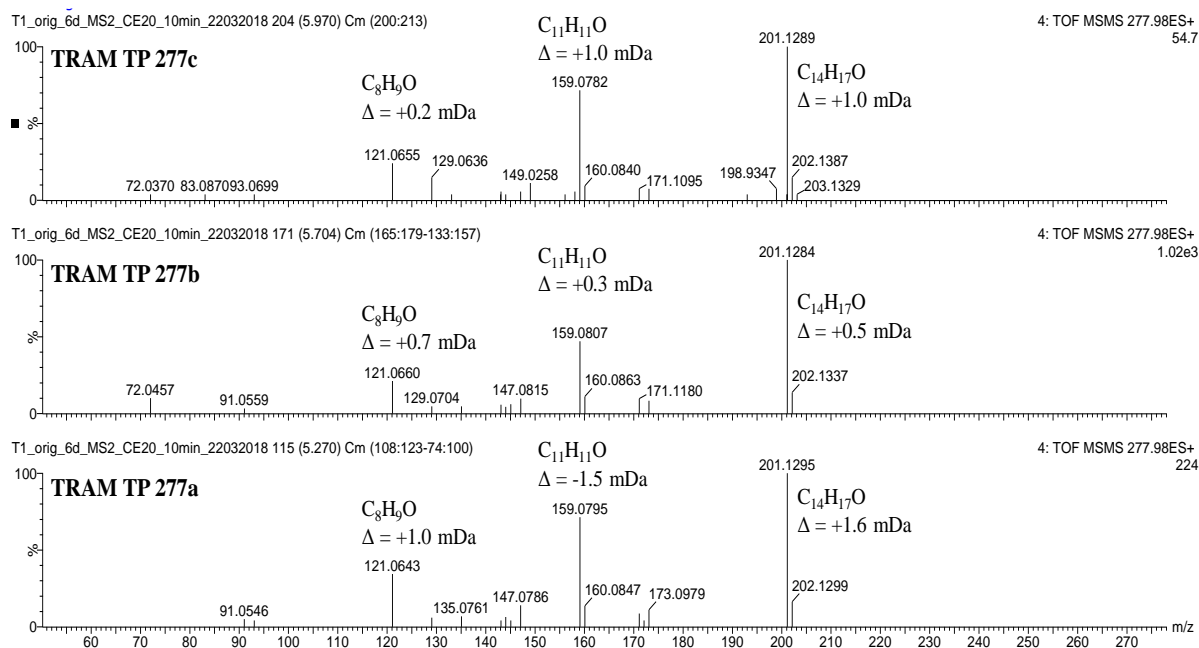 T1_orig_6d_MS2_CE20_10min_22032018 204 (5.970) Cm (200:213)
4: TOF MSMS 277.98ES+
54.7
TRAM TP 277c
C₈H₉O
Δ = +0.2 mDa
C₁₁H₁₁O
Δ = +1.0 mDa
C₁₄H₁₇O
Δ = +1.0 mDa
100
%
0
72.0370
83.0870
93.0699
121.0655
129.0636
149.0258
159.0782
160.0840
171.1095
198.9347
201.1289
202.1387
203.1329
T1_orig_6d_MS2_CE20_10min_22032018 171 (5.704) Cm (165:179-133:157)
4: TOF MSMS 277.98ES+
1.02e3
TRAM TP 277b
C₈H₉O
Δ = +0.7 mDa
C₁₁H₁₁O
Δ = +0.3 mDa
C₁₄H₁₇O
Δ = +0.5 mDa
100
%
0
72.0457
91.0559
121.0660
129.0704
147.0815
159.0807
160.0863
171.1180
201.1284
202.1337
T1_orig_6d_MS2_CE20_10min_22032018 115 (5.270) Cm (108:123-74:100)
4: TOF MSMS 277.98ES+
224
TRAM TP 277a
C₈H₉O
Δ = +1.0 mDa
C₁₁H₁₁O
Δ = -1.5 mDa
C₁₄H₁₇O
Δ = +1.6 mDa
100
%
0
91.0546
121.0643
135.0761
147.0786
159.0795
160.0847
173.0979
201.1295
202.1299
60 70 80 90 100 110 120 130 140 150 160 170 180 190 200 210 220 230 240 250 260 270 m/z